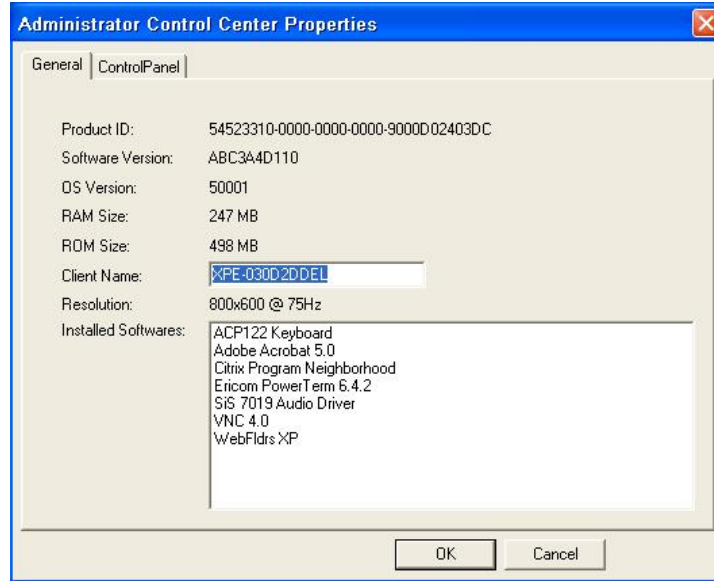 Administrator Control Center Properties
General ControlPanel
Product ID: 54523310-0000-0000-0000-9000D02403DC
Software Version: ABC3A4D110
OS Version: 50001
RAM Size: 247 MB
ROM Size: 498 MB
Client Name: XPE-030D2DDEL
Resolution: 800x600 @ 75Hz
Installed Softwares: ACP122 Keyboard
Adobe Acrobat 5.0
Citrix Program Neighborhood
Ericom PowerTerm 6.4.2
SiS 7019 Audio Driver
VNC 4.0
WebFldrs XP
OK Cancel